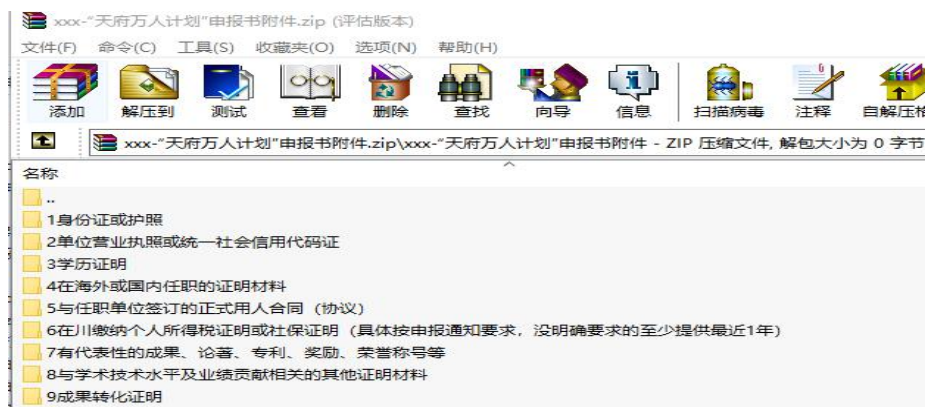 xxx-“天府万人计划”申报书附件.zip (评估版本)
文件(F) 命令(C) 工具(S) 收藏夹(O) 选项(N) 帮助(H)
添加 解压到 测试 查看 删除 查找 向导 信息 扫描病毒 注释 自解压格
xxx-“天府万人计划”申报书附件.zip\xxx-“天府万人计划”申报书附件 - ZIP 压缩文件, 解包大小为 0 字节
名称
..
1身份证或护照
2单位营业执照或统一社会信用代码证
3学历证明
4在海外或国内任职的证明材料
5与任职单位签订的正式用人合同（协议）
6在川缴纳个人所得税证明或社保证明（具体按申报通知要求，没明确要求的至少提供最近1年）
7有代表性的成果、论著、专利、奖励、荣誉称号等
8与学术技术水平及业绩贡献相关的其他证明材料
9成果转化证明